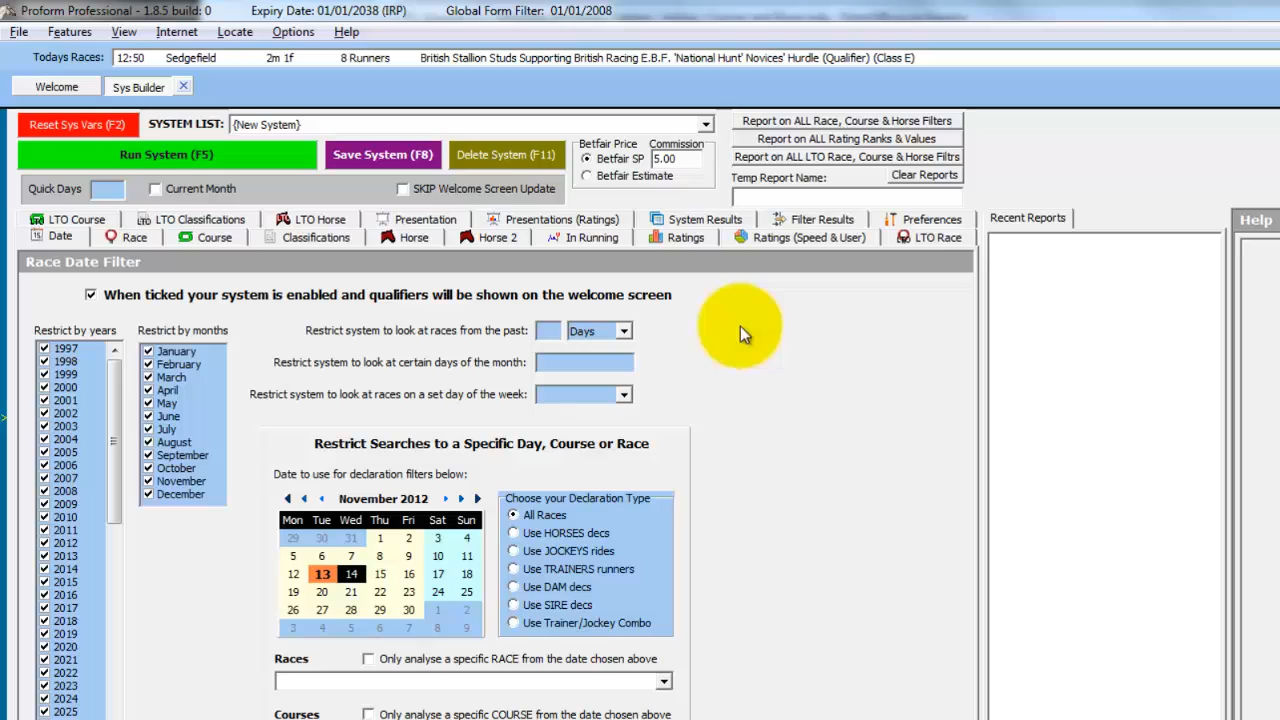 Proform Professional - 1.8.5 build: 0 Expiry Date: 01/01/2038 (IRP) Global Form Filter: 01/01/2008
File Features View Internet Locate Options Help
Todays Races: 12:50 Sedgefield 2m 1f 8 Runners British Stallion Studs Supporting British Racing E.B.F. 'National Hunt' Novices' Hurdle (Qualifier) (Class E)
Welcome Sys Builder X
Reset Sys Vars (F2) SYSTEM LIST: {New System}
Run System (F5) Save System (F8) Delete System (F11)
Quick Days Current Month SKIP Welcome Screen Update
Betfair Price Commission
Betfair SP 5.00
Betfair Estimate
Report on ALL Race, Course & Horse Filters
Report on ALL Rating Ranks & Values
Report on ALL LTO Race, Course & Horse Filtrs
Temp Report Name: Clear Reports
LTO Course LTO Classifications LTO Horse Presentation Presentations (Ratings) System Results Filter Results Preferences
Date Race Course Classifications Horse Horse 2 In Running Ratings Ratings (Speed & User) LTO Race
Recent Reports
Help
Race Date Filter
When ticked your system is enabled and qualifiers will be shown on the welcome screen
Restrict by years
1997
1998
1999
2000
2001
2002
2003
2004
2005
2006
2007
2008
2009
2010
2011
2012
2013
2014
2015
2016
2017
2018
2019
2020
2021
2022
2023
2024
2025
Restrict by months
January
February
March
April
May
June
July
August
September
October
November
December
Restrict system to look at races from the past: Days
Restrict system to look at certain days of the month:
Restrict system to look at races on a set day of the week:
Restrict Searches to a Specific Day, Course or Race
Date to use for declaration filters below:
November 2012
Mon Tue Wed Thu Fri Sat Sun
29 30 31 1 2 3 4
5 6 7 8 9 10 11
12 13 14 15 16 17 18
19 20 21 22 23 24 25
26 27 28 29 30 1 2
3 4 5 6 7 8 9
Choose your Declaration Type
All Races
Use HORSES decs
Use JOCKEYS rides
Use TRAINERS runners
Use DAM decs
Use SIRE decs
Use Trainer/Jockey Combo
Races Only analyse a specific RACE from the date chosen above
Courses Only analyse a specific COURSE from the date chosen above